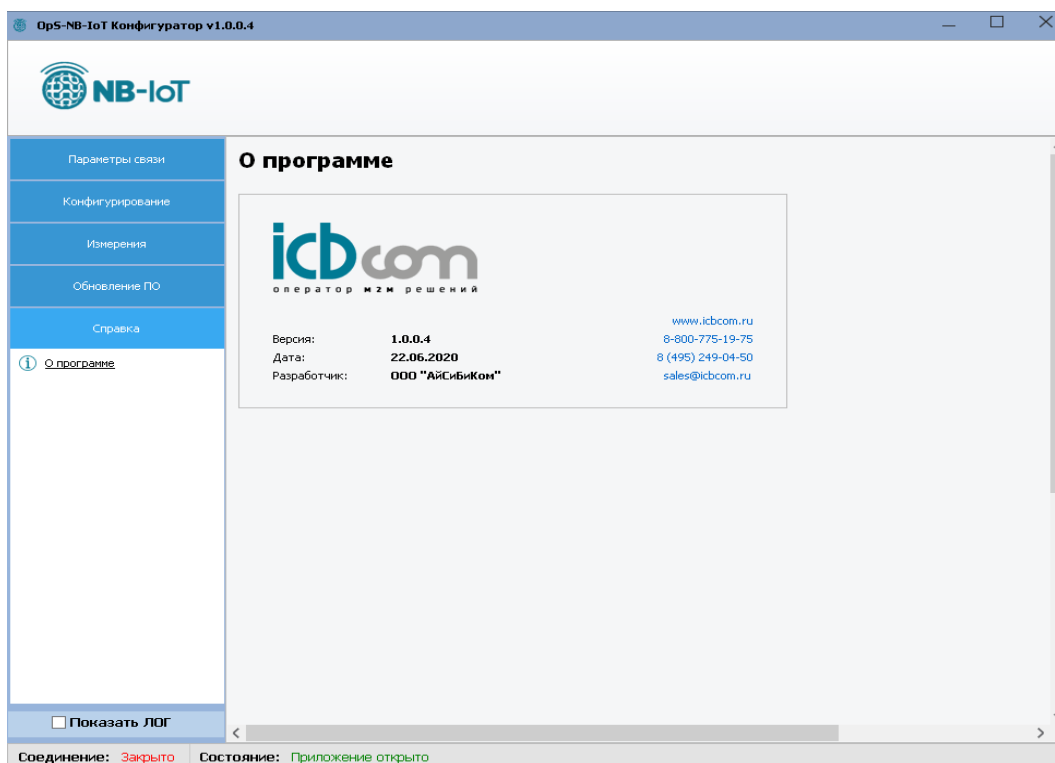 OpS-NB-IoT Конфигуратор v1.0.0.4
NB-IoT
Параметры связи
Конфигурирование
Измерения
Обновление ПО
Справка
О программе
Показать ЛОГ
О программе
icbcom
оператор м2м решений
Версия: 1.0.0.4
Дата: 22.06.2020
Разработчик: ООО "АйСиБиКом"
www.icbcom.ru
8-800-775-19-75
8 (495) 249-04-50
sales@icbcom.ru
Соединение: Закрыто Состояние: Приложение открыто